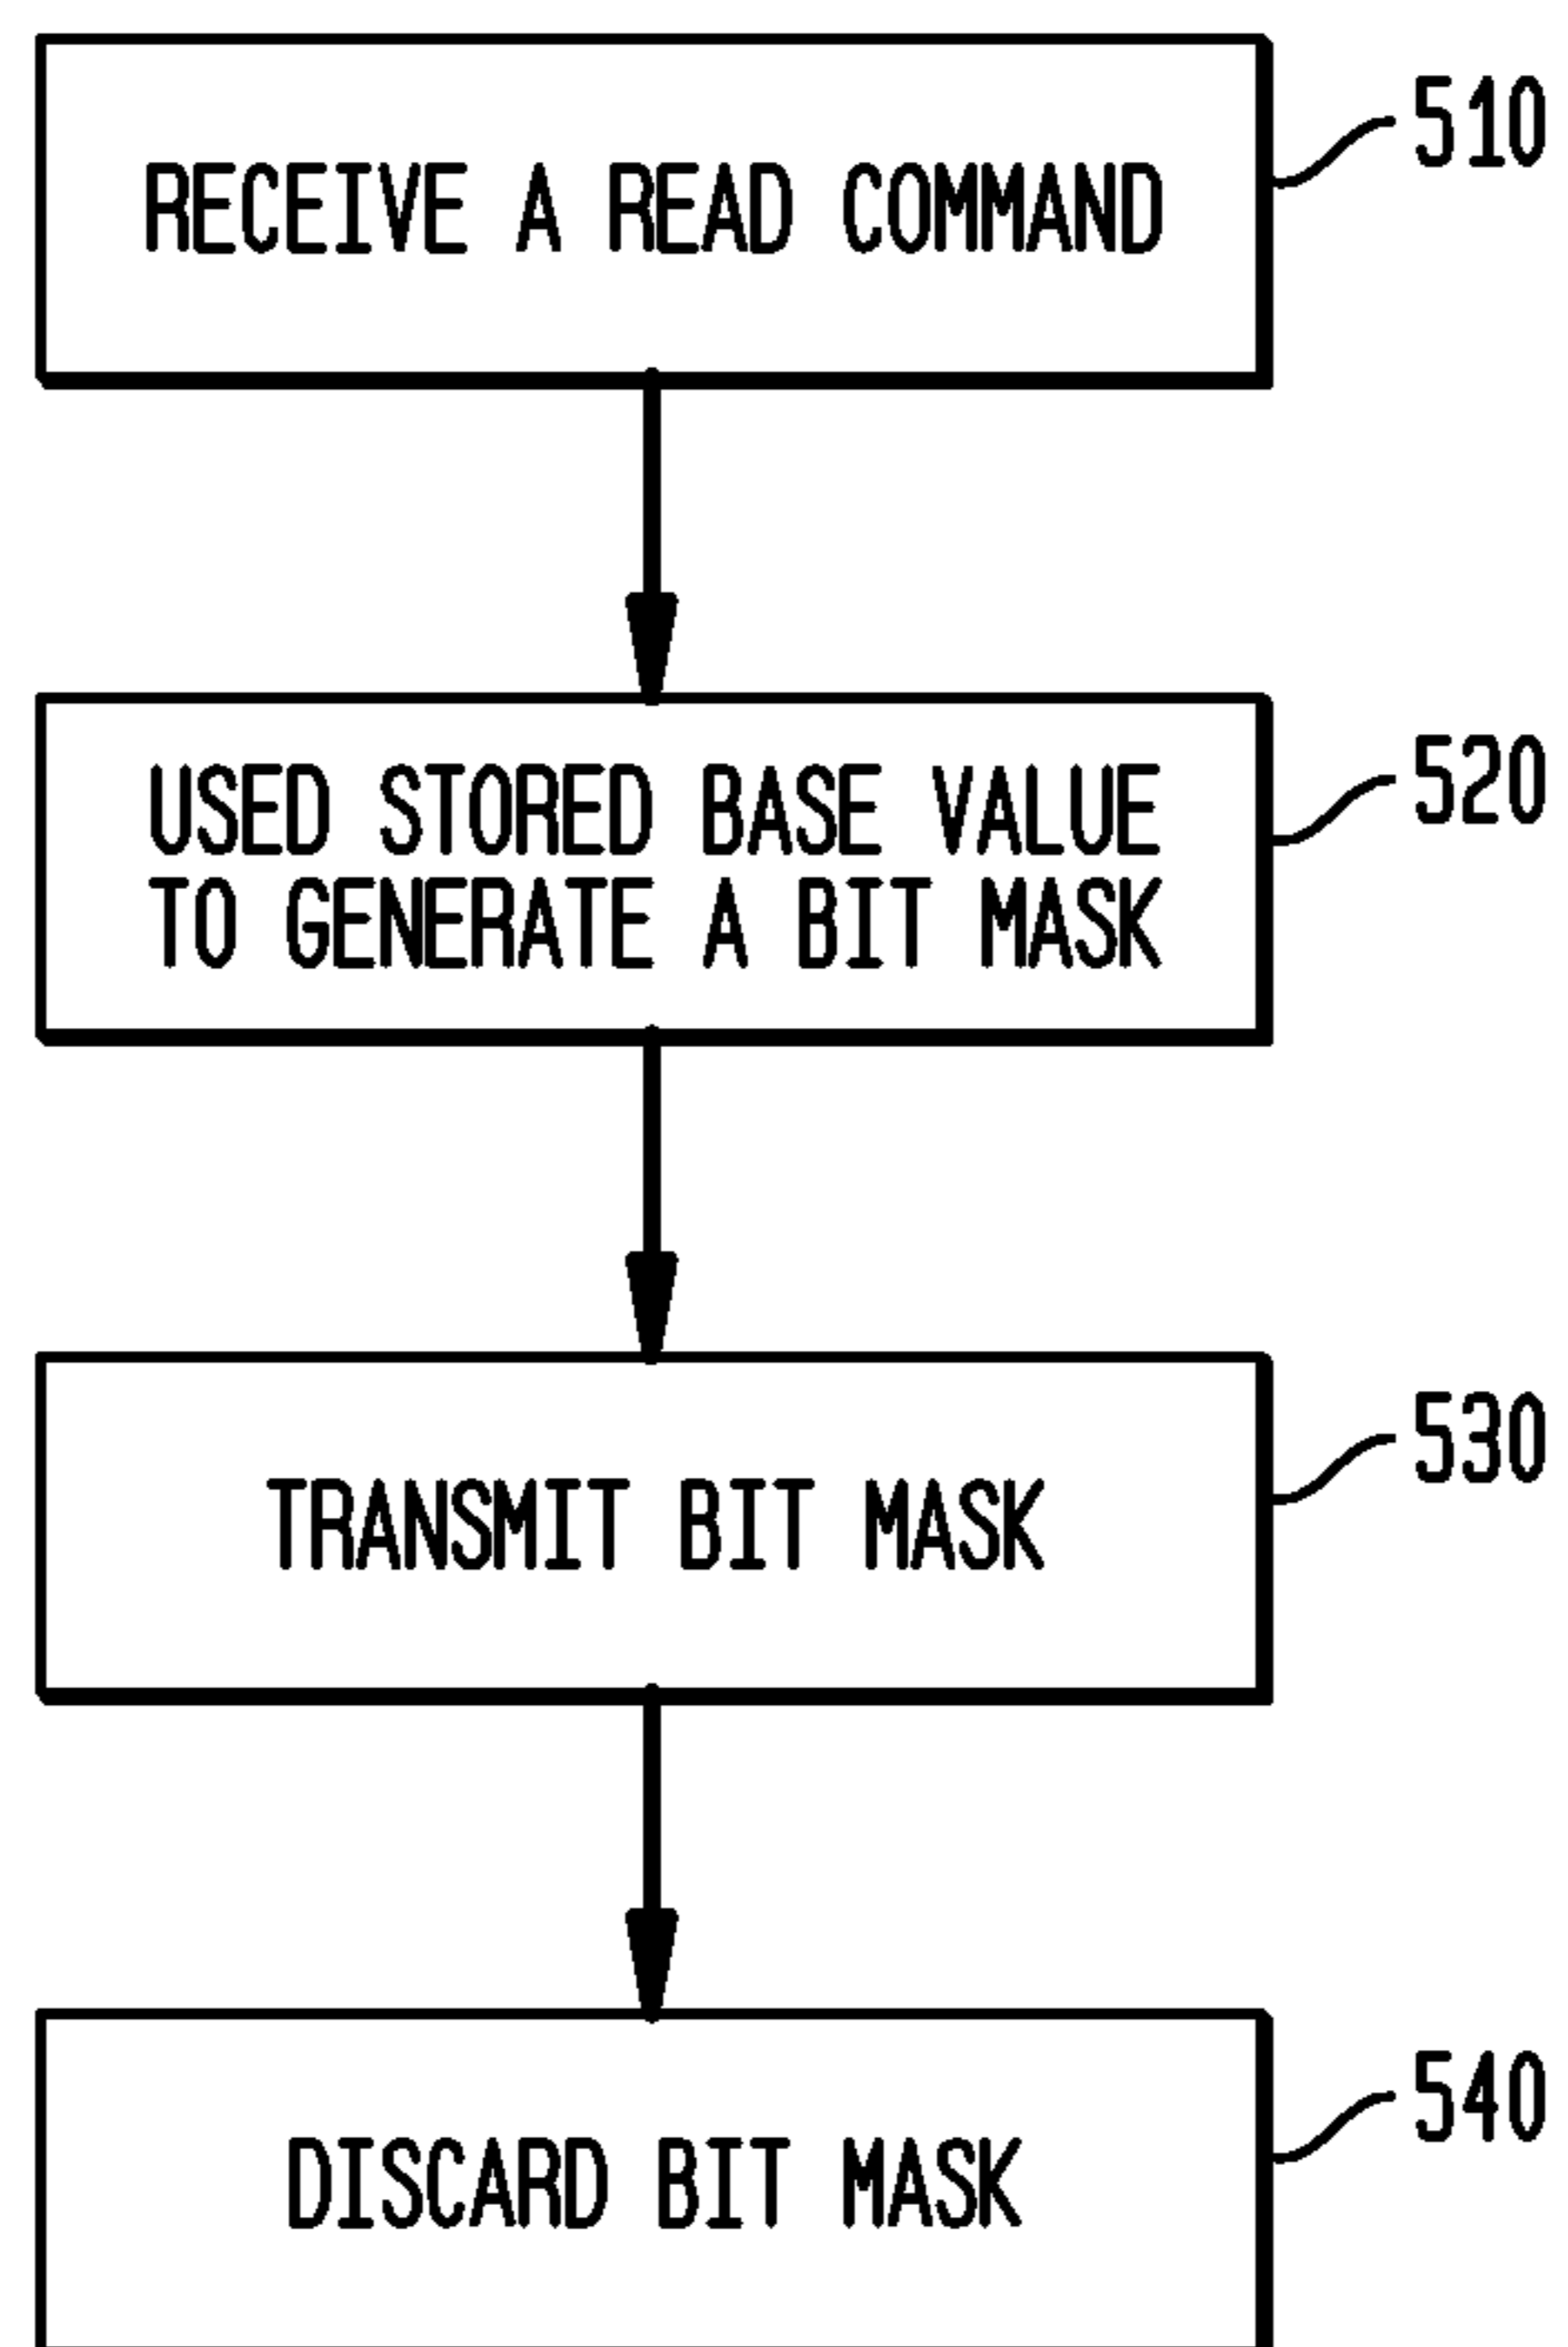 RECEIVE A READ COMMAND
510
USED STORED BASE VALUE
TO GENERATE A BIT MASK
520
TRANSMIT BIT MASK
530
DISCARD BIT MASK
540